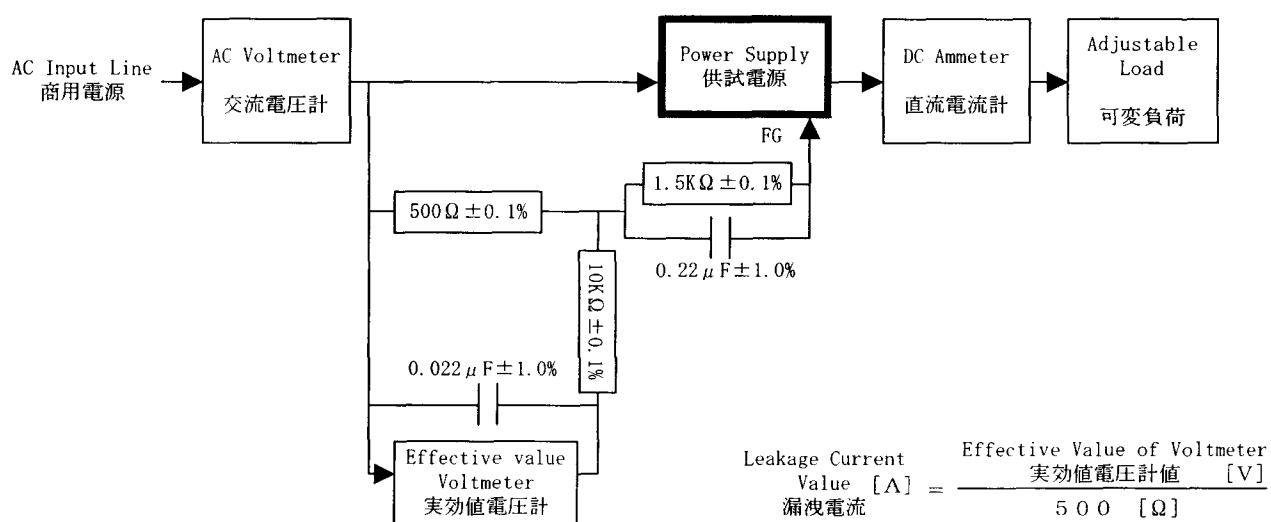 AC Input Line
商用電源
AC Voltmeter
交流電圧計
Power Supply
供試電源
FG
DC Ammeter
直流電流計
Adjustable
Load
可変負荷
500Ω±0.1%
1.5KΩ±0.1%
0.22μF±1.0%
10KΩ±0.1%
0.022μF±1.0%
Effective value
Voltmeter
実効値電圧計
Leakage Current
Value [A]
漏洩電流
=
Effective Value of Voltmeter
実効値電圧計値 [V]
500 [Ω]